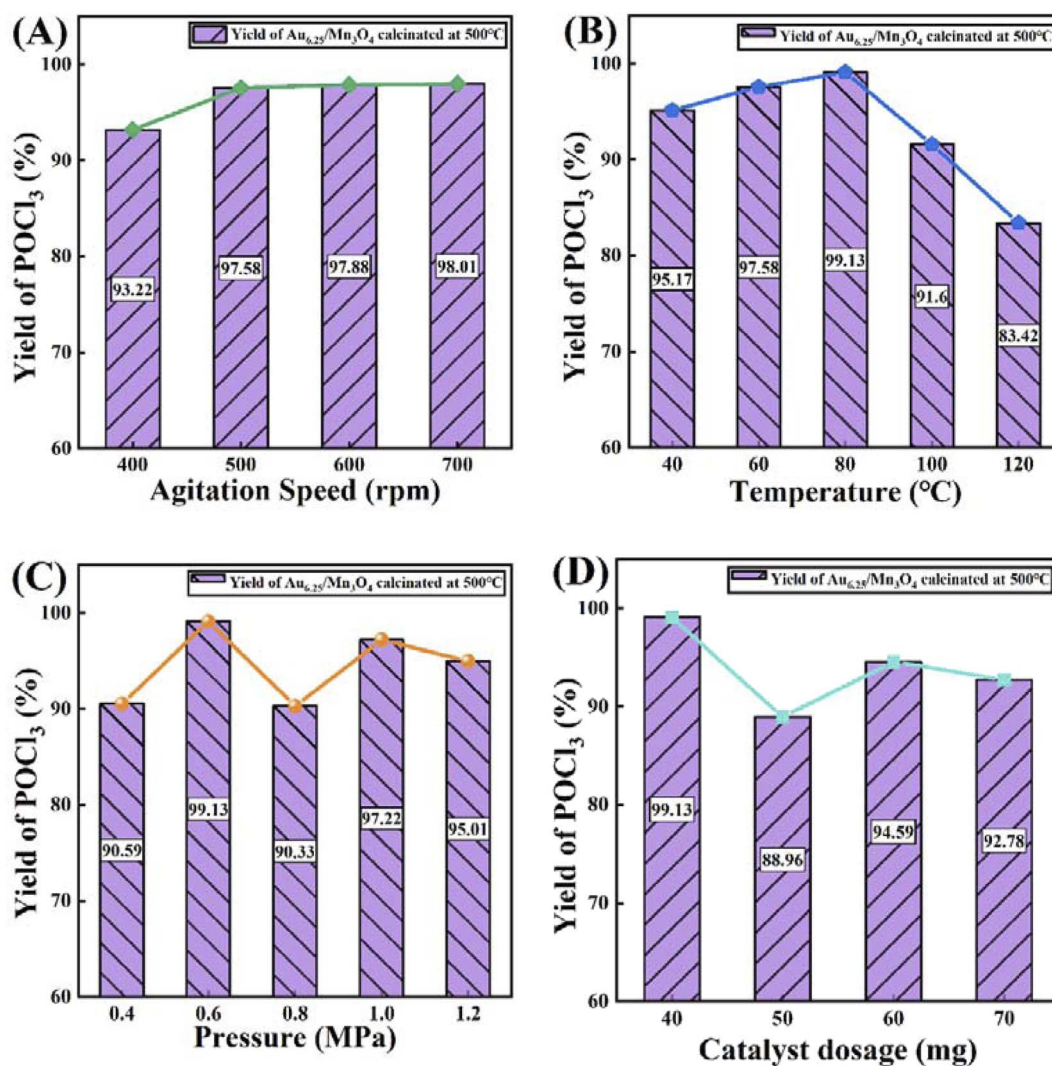 (A)
Yield of Au6.25/Mn3O4 calcinated at 500°C
Yield of POCl3 (%)
100
90
80
70
60
93.22
97.58
97.88
98.01
400 500 600 700
Agitation Speed (rpm)
(B)
Yield of Au6.25/Mn3O4 calcinated at 500°C
Yield of POCl3 (%)
100
90
80
70
60
95.17
97.58
99.13
91.6
83.42
40 60 80 100 120
Temperature (°C)
(C)
Yield of Au6.25/Mn3O4 calcinated at 500°C
Yield of POCl3 (%)
100
90
80
70
60
90.59
99.13
90.33
97.22
95.01
0.4 0.6 0.8 1.0 1.2
Pressure (MPa)
(D)
Yield of Au6.25/Mn3O4 calcinated at 500°C
Yield of POCl3 (%)
100
90
80
70
60
99.13
88.96
94.59
92.78
40 50 60 70
Catalyst dosage (mg)